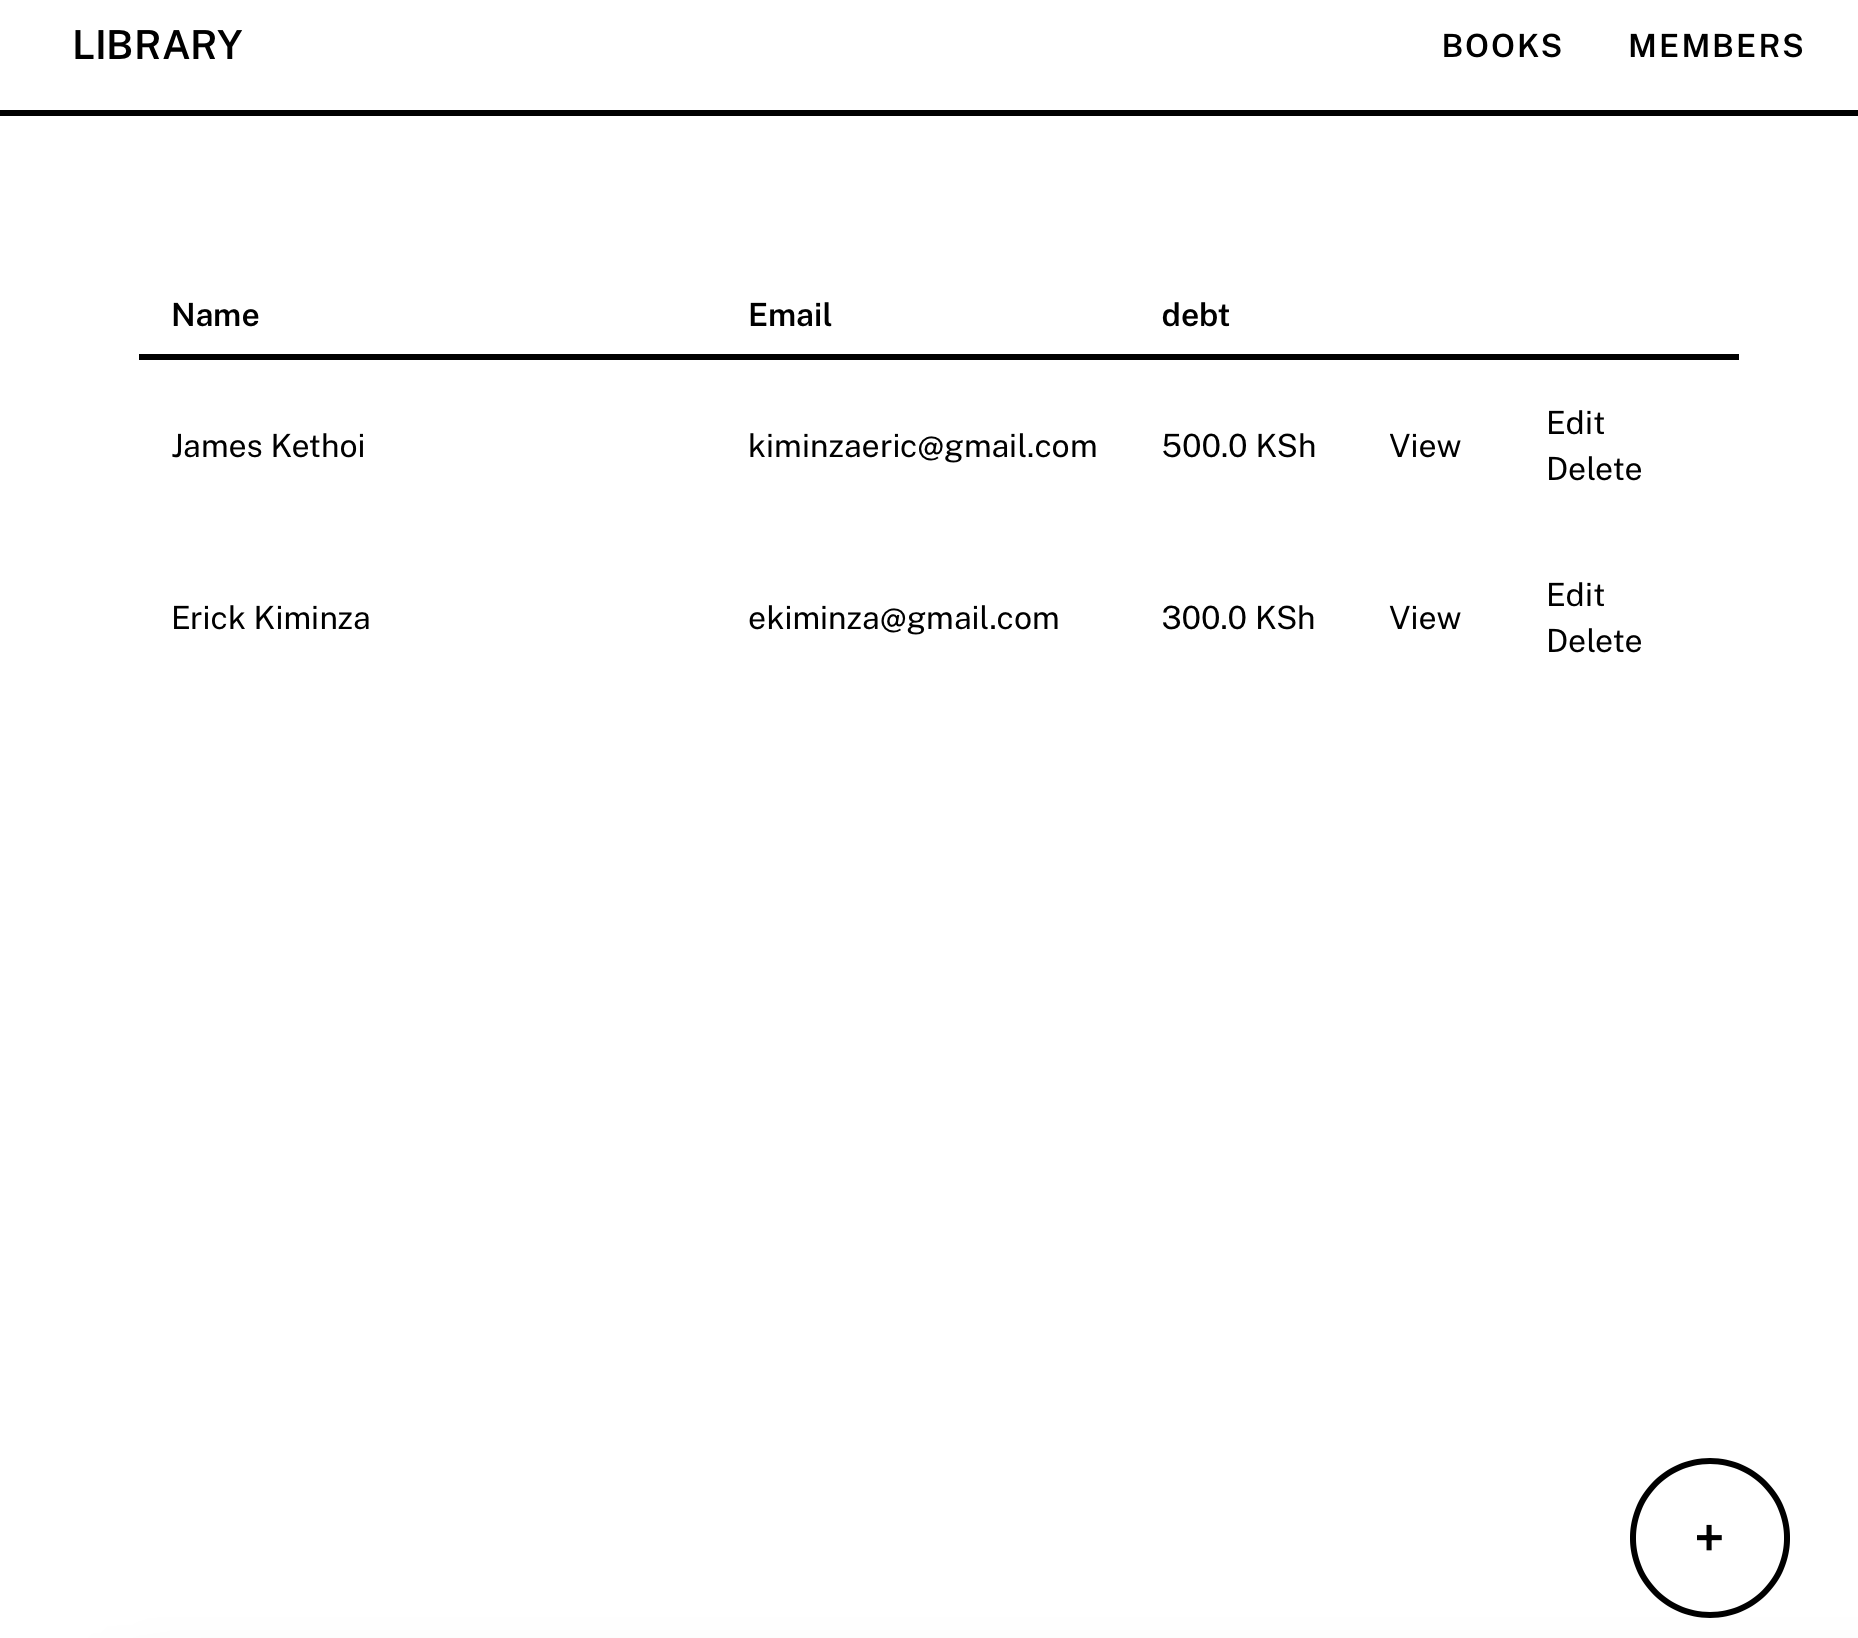 LIBRARY BOOKS MEMBERS
Name Email debt
James Kethoi kiminzaeric@gmail.com 500.0 KSh View Edit
Delete
Erick Kiminza ekiminza@gmail.com 300.0 KSh View Edit
Delete
+